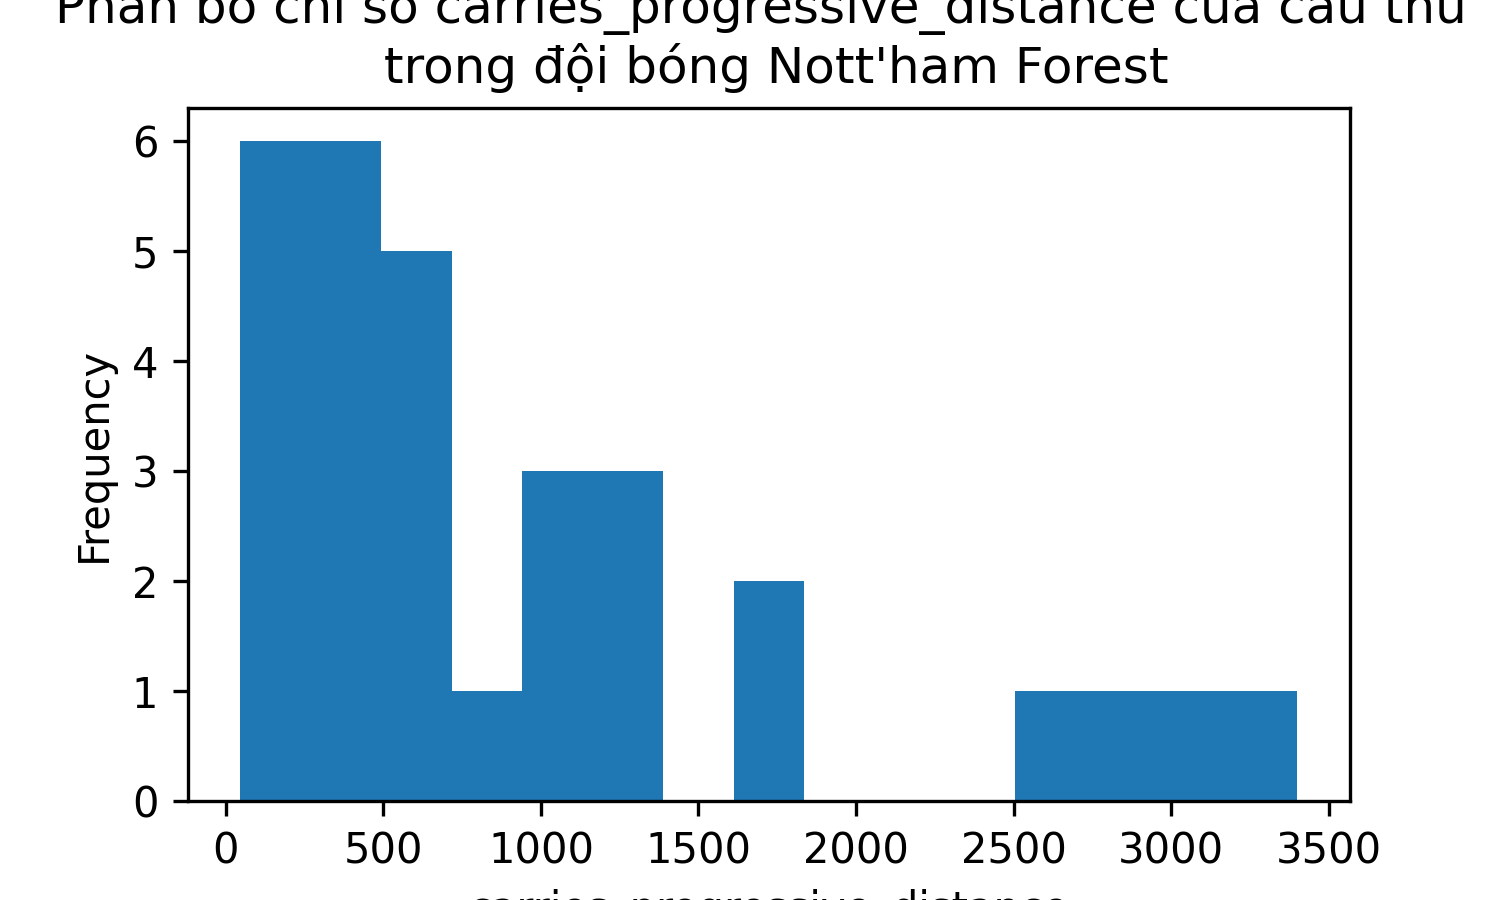 Phân bố chỉ số carries_progressive_distance của cầu thủ
trong đội bóng Nott'ham Forest
Frequency
6
5
4
3
2
1
0
0 500 1000 1500 2000 2500 3000 3500
carries_progressive_distance